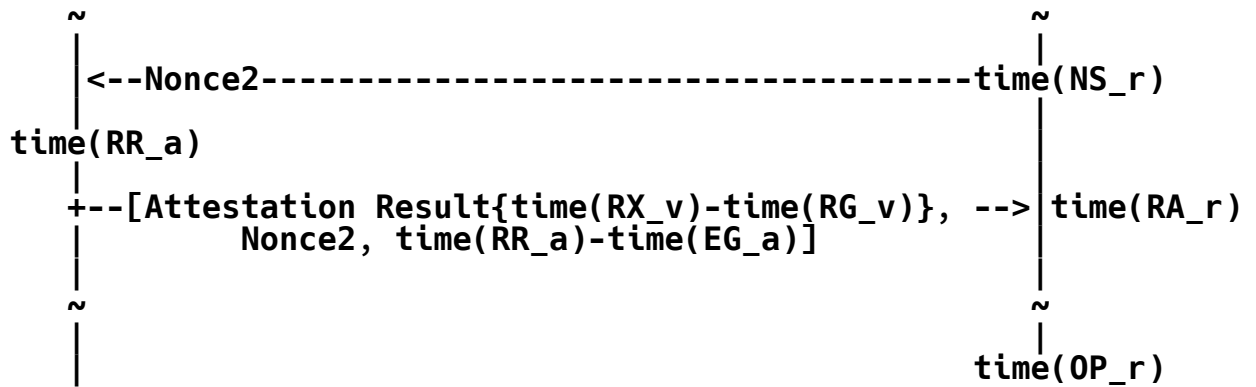 ~ ~
| |
|<--Nonce2-------------------------------------time(NS_r)
| |
time(RR_a) |
| |
+--[Attestation Result{time(RX_v)-time(RG_v)}, -->|time(RA_r)
| Nonce2, time(RR_a)-time(EG_a)] |
| |
~ ~
| |
| time(OP_r)